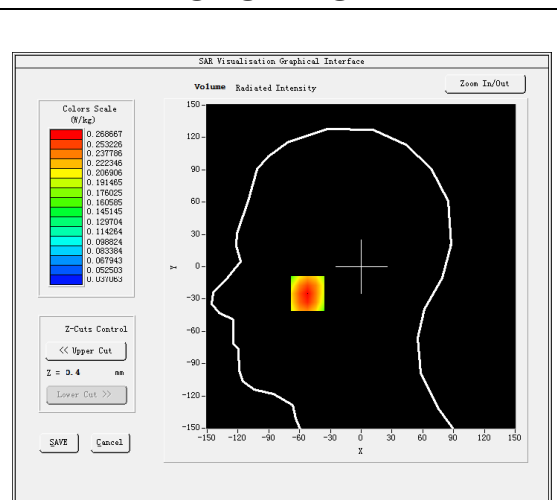 SAR Visualisation Graphical Interface
Volume Radiated Intensity
Zoom In/Out
Colors Scale
(W/kg)
0.268667
0.253226
0.237786
0.222346
0.206906
0.191465
0.176025
0.160585
0.145145
0.129704
0.114264
0.098824
0.083384
0.067943
0.052503
0.037063
Z-Cuts Control
<< Upper Cut
Z = 0.4 mm
Lower Cut >>
SAVE
Cancel
150
120
90
60
30
0
-30
-60
-90
-120
-150
Y
-150 -120 -90 -60 -30 0 30 60 90 120 150
X